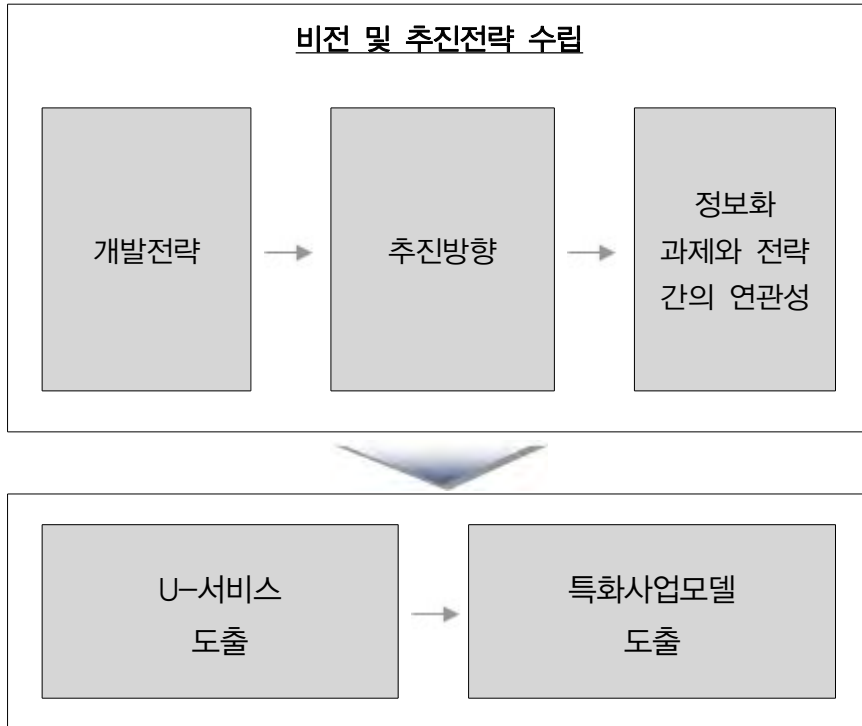 비전 및 추진전략 수립
개발전략
추진방향
정보화
과제와 전략
간의 연관성
U-서비스
도출
특화사업모델
도출